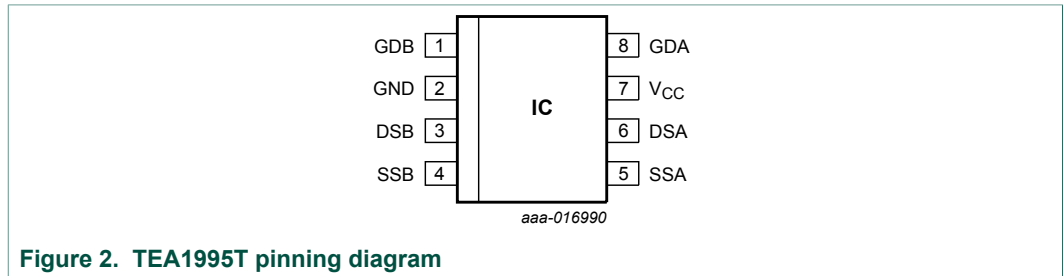 GDB 1 8 GDA
GND 2 7 VCC
IC
DSB 3 6 DSA
SSB 4 5 SSA
aaa-016990
Figure 2. TEA1995T pinning diagram